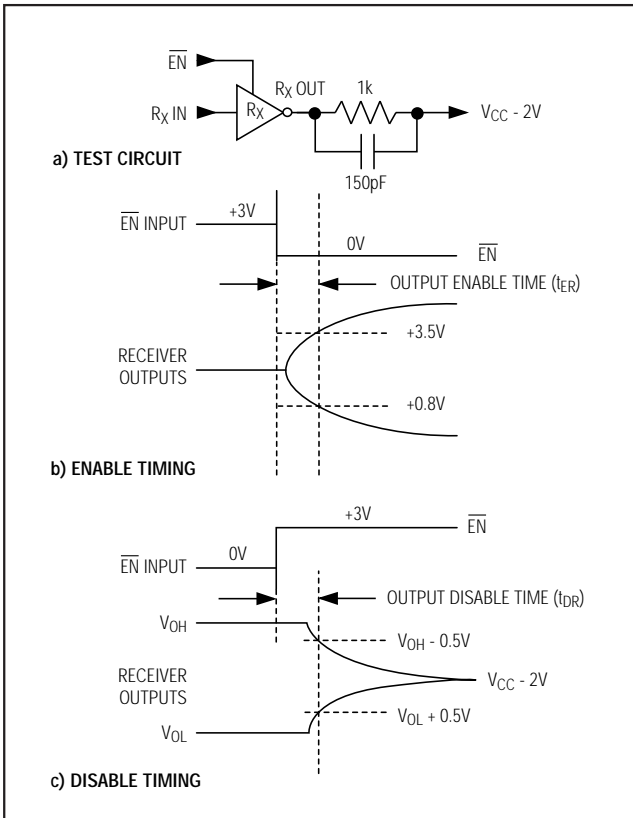 EN
RX OUT
1k
RX IN
RX
VCC - 2V
150pF
a) TEST CIRCUIT
+3V
EN INPUT
0V
EN
OUTPUT ENABLE TIME (tER)
+3.5V
RECEIVER
OUTPUTS
+0.8V
b) ENABLE TIMING
+3V
EN
0V
EN INPUT
OUTPUT DISABLE TIME (tDR)
VOH
VOH - 0.5V
RECEIVER
OUTPUTS
VCC - 2V
VOL + 0.5V
VOL
c) DISABLE TIMING